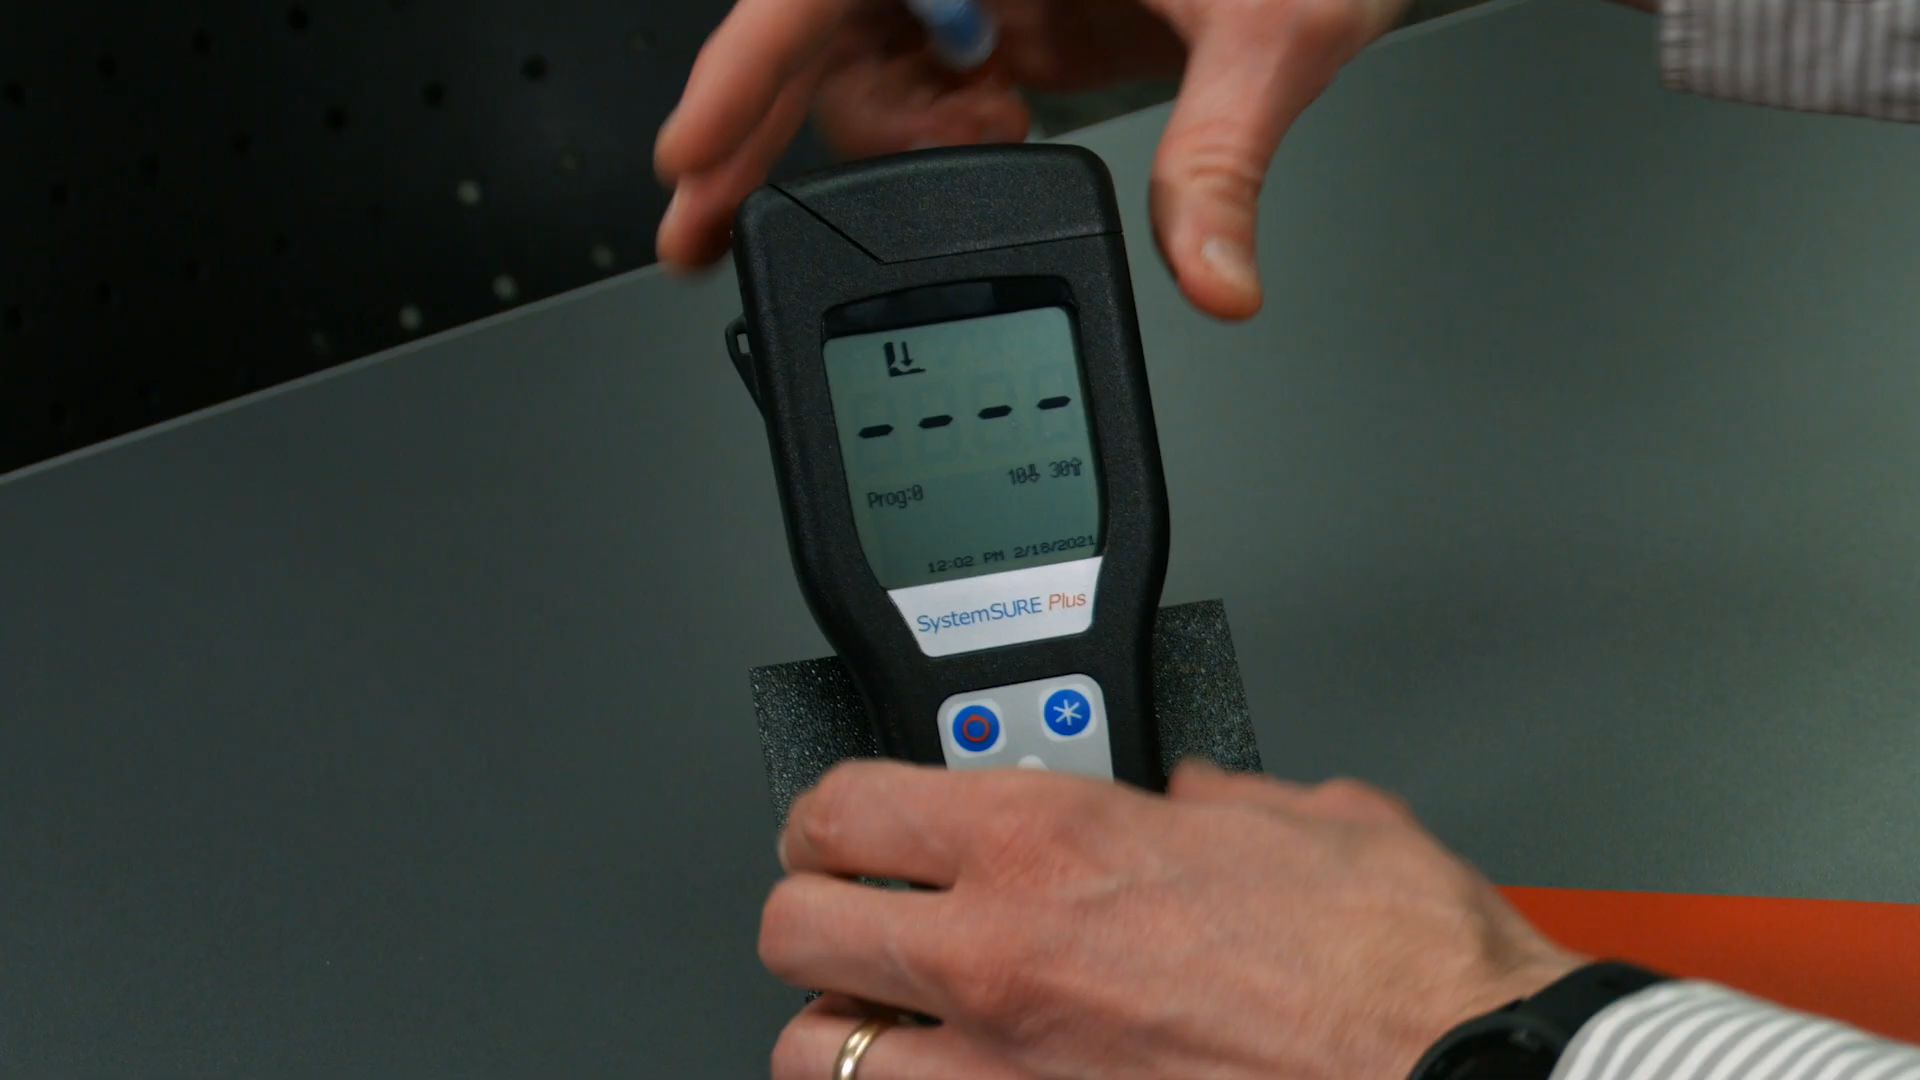 - - - -
10 30
Prog:0
12:02 PM 2/18/2021
SystemSURE Plus